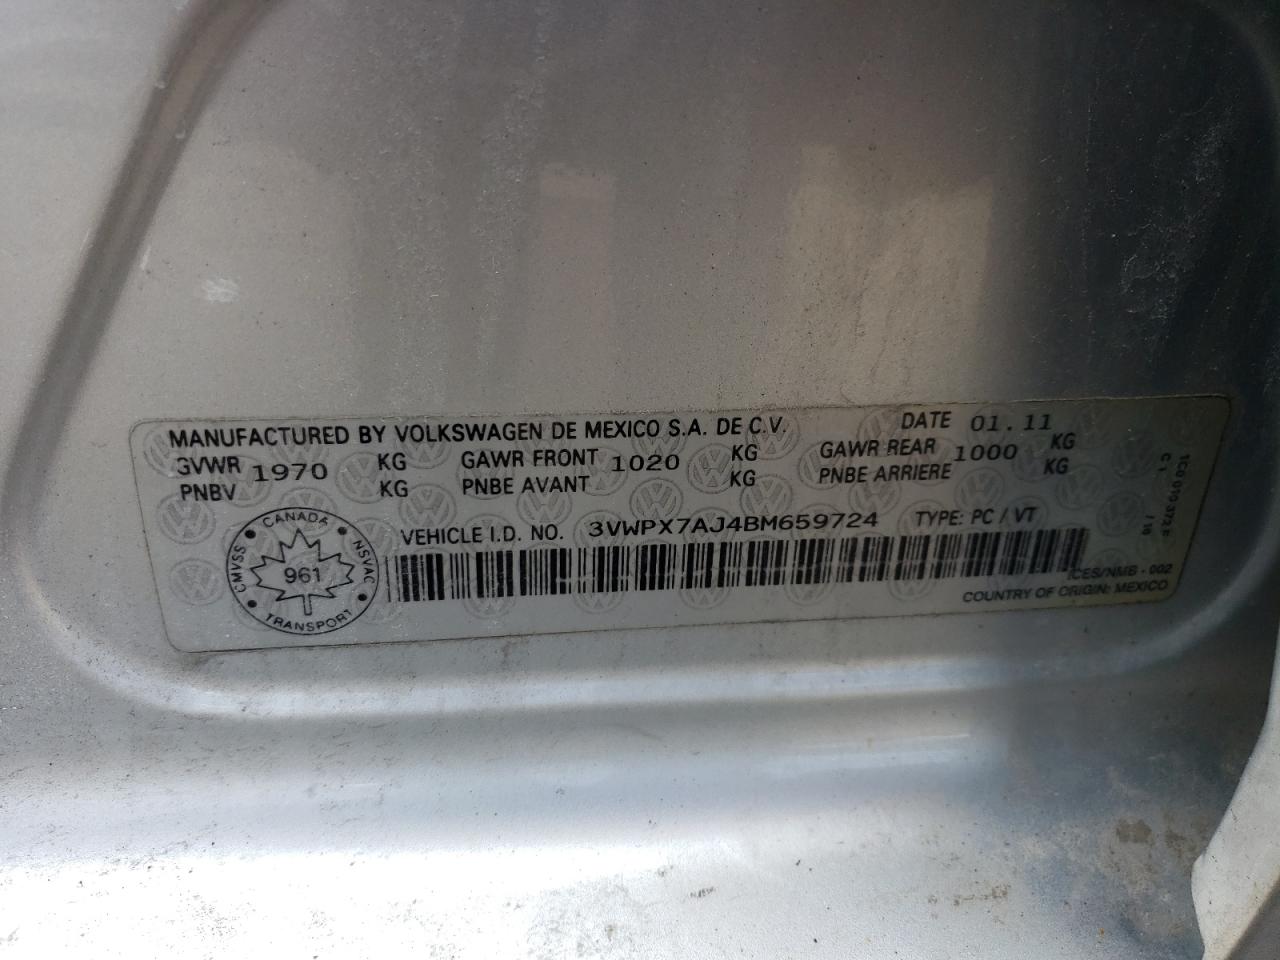 MANUFACTURED BY VOLKSWAGEN DE MEXICO S.A. DE C.V. DATE 01.11
GVWR 1970 KG GAWR FRONT 1020 KG GAWR REAR 1000 KG
PNBV KG PNBE AVANT KG PNBE ARRIERE KG
VEHICLE I.D. NO. 3VWPX7AJ4BM659724 TYPE: PC / VT
CANADA
CMVSS
NSVAC
961
TRANSPORT
ICES/NMB - 002
COUNTRY OF ORIGIN: MEXICO